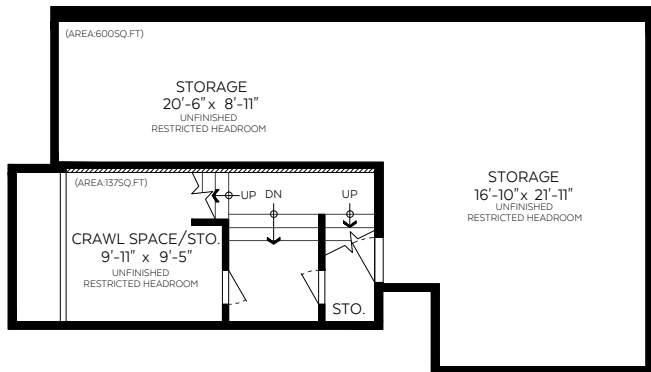 (AREA:600SQ.FT)
STORAGE
20'-6" x 8'-11"
UNFINISHED
RESTRICTED HEADROOM
STORAGE
16'-10" x 21'-11"
UNFINISHED
RESTRICTED HEADROOM
(AREA:137SQ.FT)
UP
DN
UP
CRAWL SPACE/STO.
9'-11" x 9'-5"
UNFINISHED
RESTRICTED HEADROOM
STO.